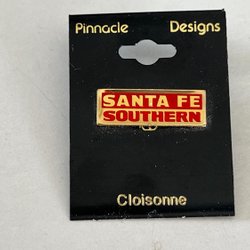 Pinnacle Designs
SANTA FE
SOUTHERN
Cloisonne